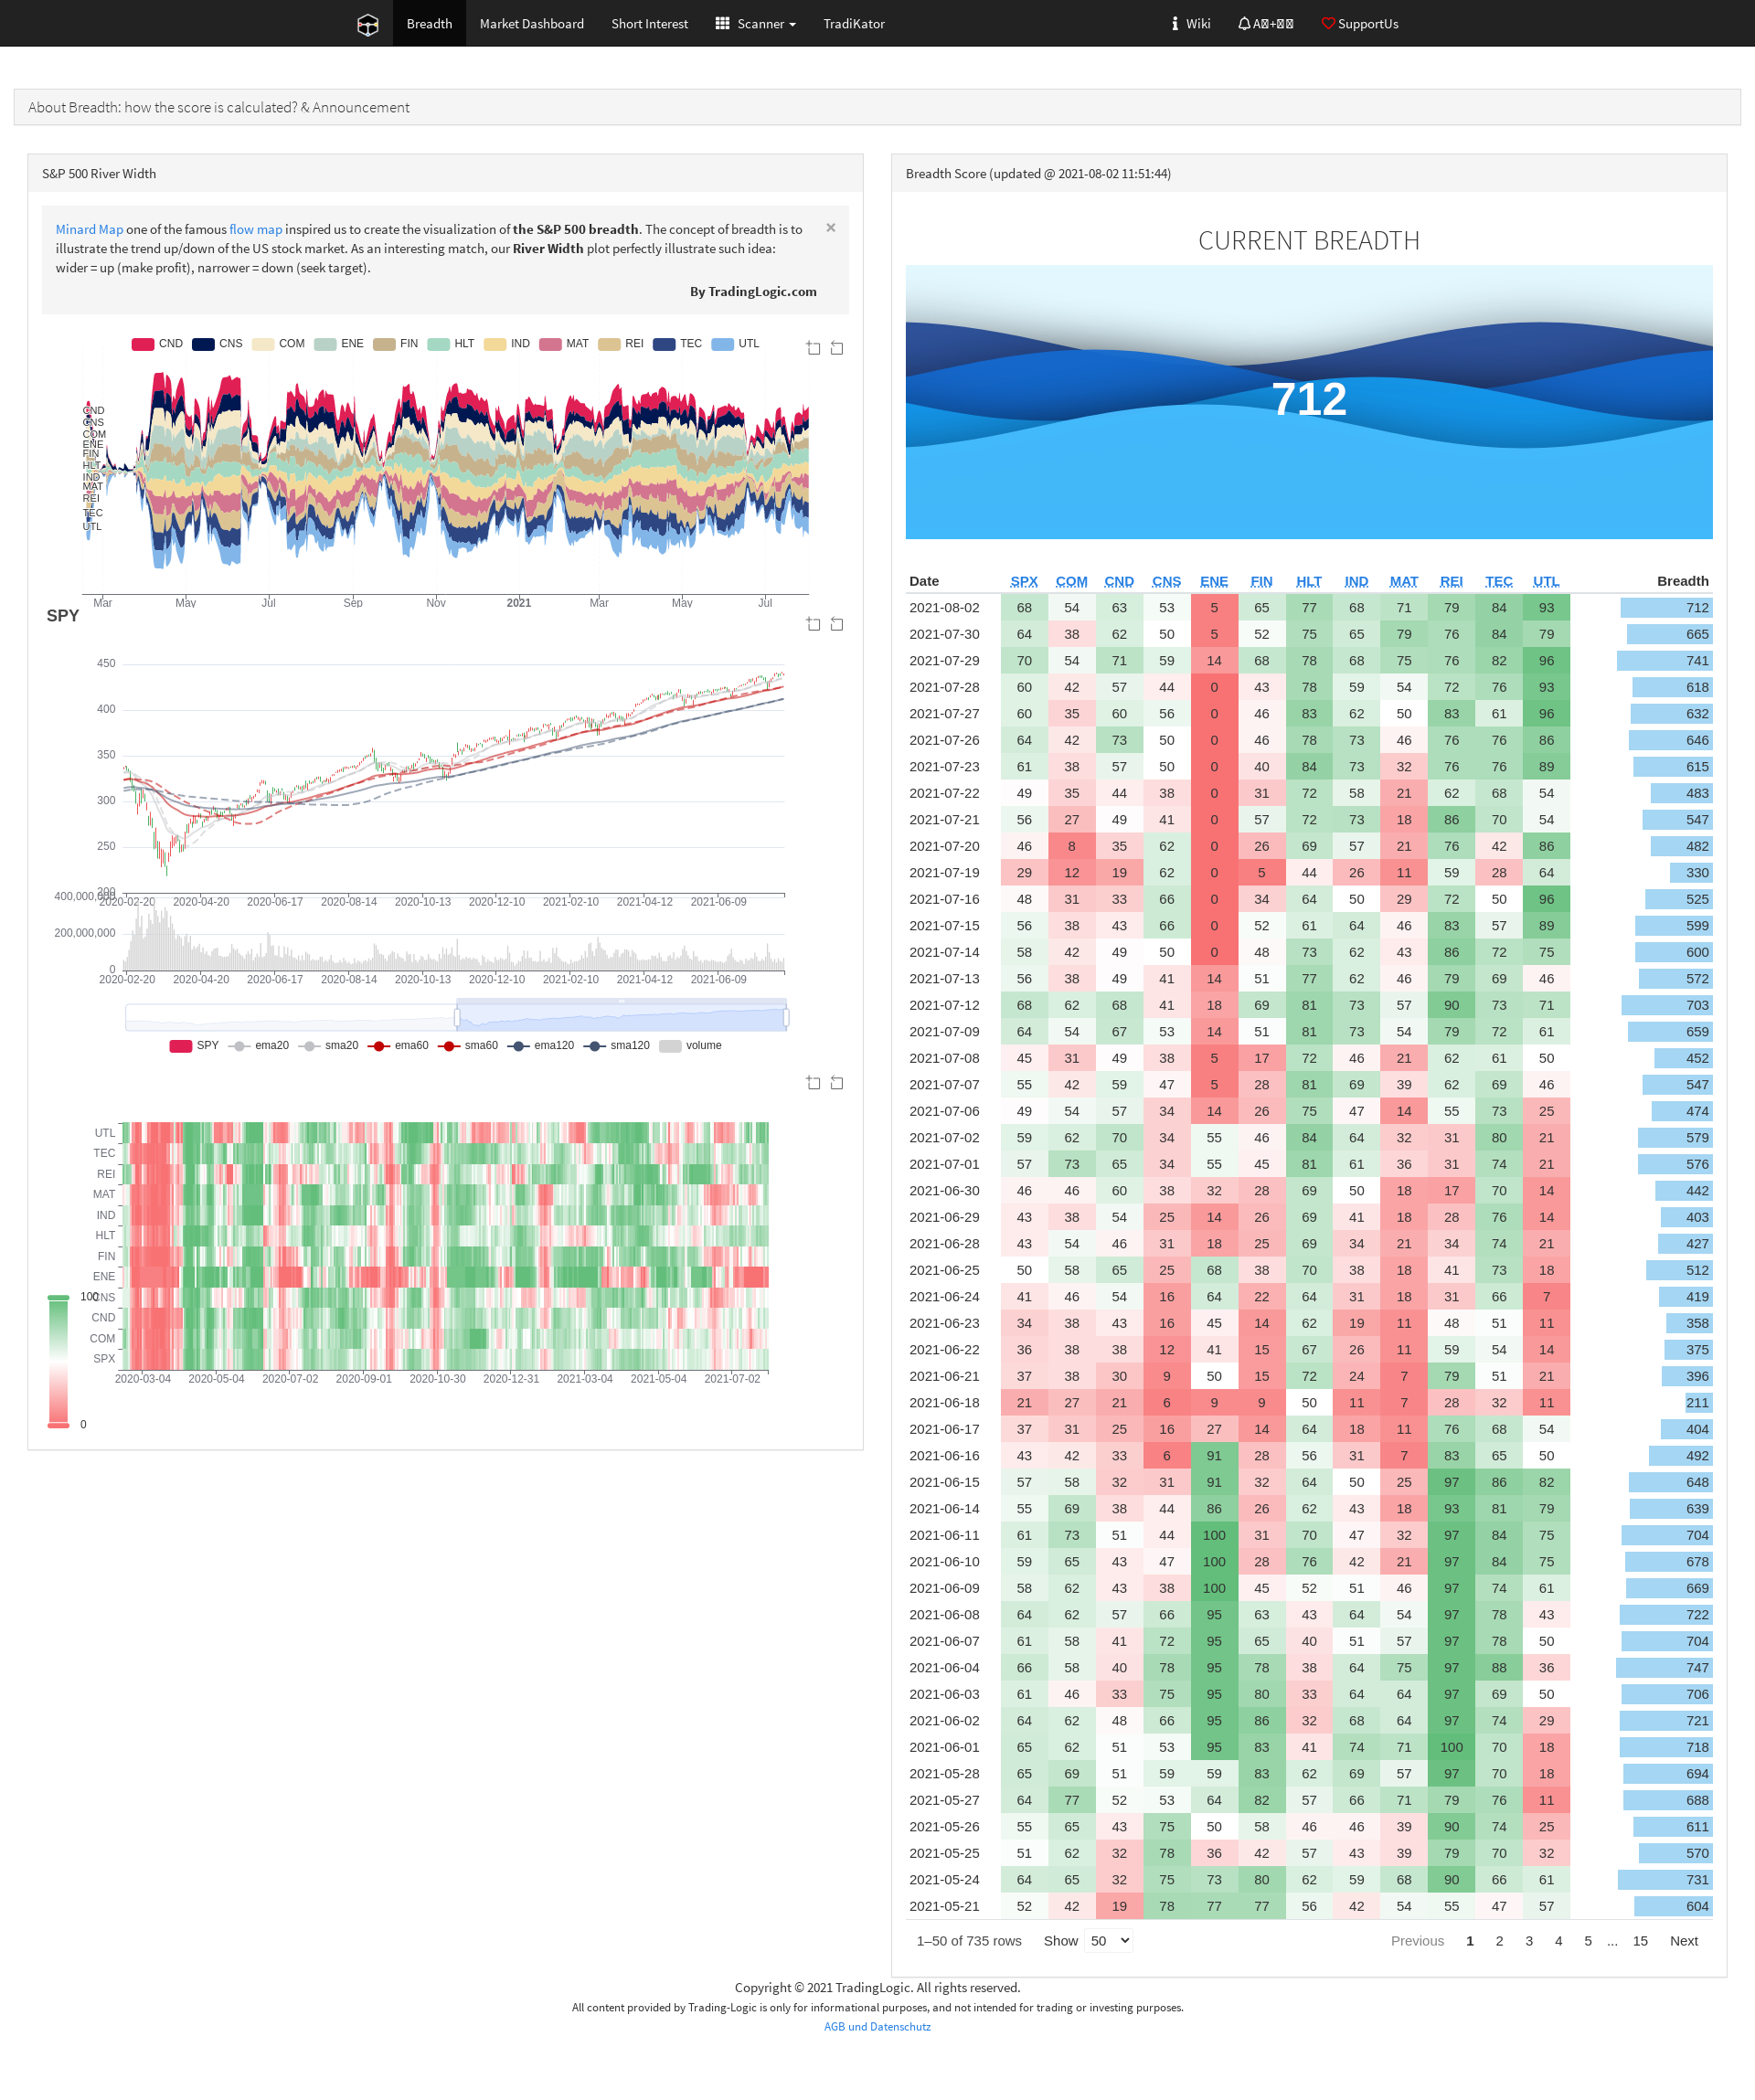 Breadth Market Dashboard Short Interest Scanner TradiKator Wiki SupportUs
About Breadth: how the score is calculated? & Announcement
S&P 500 River Width
Minard Map one of the famous flow map inspired us to create the visualization of the S&P 500 breadth. The concept of breadth is to
illustrate the trend up/down of the US stock market. As an interesting match, our River Width plot perfectly illustrate such idea:
wider = up (make profit), narrower = down (seek target).
×
By TradingLogic.com
CND CNS COM ENE FIN HLT IND MAT REI TEC UTL
CND
CNS
COM
ENE
FIN
HLT
IND
MAT
REI
TEC
UTL
Mar May Jul Sep Nov 2021 Mar May Jul
SPY
450
400
350
300
250
200
2020-02-20 2020-04-20 2020-06-17 2020-08-14 2020-10-13 2020-12-10 2021-02-10 2021-04-12 2021-06-09
400,000,000
200,000,000
0
2020-02-20 2020-04-20 2020-06-17 2020-08-14 2020-10-13 2020-12-10 2021-02-10 2021-04-12 2021-06-09
SPY ema20 sma20 ema60 sma60 ema120 sma120 volume
UTL
TEC
REI
MAT
IND
HLT
FIN
ENE
CNS
CND
COM
SPX
2020-03-04 2020-05-04 2020-07-02 2020-09-01 2020-10-30 2020-12-31 2021-03-04 2021-05-04 2021-07-02
100
0
Breadth Score (updated @ 2021-08-02 11:51:44)
CURRENT BREADTH
712
Date SPX COM CND CNS ENE FIN HLT IND MAT REI TEC UTL Breadth
2021-08-02 68 54 63 53 5 65 77 68 71 79 84 93 712
2021-07-30 64 38 62 50 5 52 75 65 79 76 84 79 665
2021-07-29 70 54 71 59 14 68 78 68 75 76 82 96 741
2021-07-28 60 42 57 44 0 43 78 59 54 72 76 93 618
2021-07-27 60 35 60 56 0 46 83 62 50 83 61 96 632
2021-07-26 64 42 73 50 0 46 78 73 46 76 76 86 646
2021-07-23 61 38 57 50 0 40 84 73 32 76 76 89 615
2021-07-22 49 35 44 38 0 31 72 58 21 62 68 54 483
2021-07-21 56 27 49 41 0 57 72 73 18 86 70 54 547
2021-07-20 46 8 35 62 0 26 69 57 21 76 42 86 482
2021-07-19 29 12 19 62 0 5 44 26 11 59 28 64 330
2021-07-16 48 31 33 66 0 34 64 50 29 72 50 96 525
2021-07-15 56 38 43 66 0 52 61 64 46 83 57 89 599
2021-07-14 58 42 49 50 0 48 73 62 43 86 72 75 600
2021-07-13 56 38 49 41 14 51 77 62 46 79 69 46 572
2021-07-12 68 62 68 41 18 69 81 73 57 90 73 71 703
2021-07-09 64 54 67 53 14 51 81 73 54 79 72 61 659
2021-07-08 45 31 49 38 5 17 72 46 21 62 61 50 452
2021-07-07 55 42 59 47 5 28 81 69 39 62 69 46 547
2021-07-06 49 54 57 34 14 26 75 47 14 55 73 25 474
2021-07-02 59 62 70 34 55 46 84 64 32 31 80 21 579
2021-07-01 57 73 65 34 55 45 81 61 36 31 74 21 576
2021-06-30 46 46 60 38 32 28 69 50 18 17 70 14 442
2021-06-29 43 38 54 25 14 26 69 41 18 28 76 14 403
2021-06-28 43 54 46 31 18 25 69 34 21 34 74 21 427
2021-06-25 50 58 65 25 68 38 70 38 18 41 73 18 512
2021-06-24 41 46 54 16 64 22 64 31 18 31 66 7 419
2021-06-23 34 38 43 16 45 14 62 19 11 48 51 11 358
2021-06-22 36 38 38 12 41 15 67 26 11 59 54 14 375
2021-06-21 37 38 30 9 50 15 72 24 7 79 51 21 396
2021-06-18 21 27 21 6 9 9 50 11 7 28 32 11 211
2021-06-17 37 31 25 16 27 14 64 18 11 76 68 54 404
2021-06-16 43 42 33 6 91 28 56 31 7 83 65 50 492
2021-06-15 57 58 32 31 91 32 64 50 25 97 86 82 648
2021-06-14 55 69 38 44 86 26 62 43 18 93 81 79 639
2021-06-11 61 73 51 44 100 31 70 47 32 97 84 75 704
2021-06-10 59 65 43 47 100 28 76 42 21 97 84 75 678
2021-06-09 58 62 43 38 100 45 52 51 46 97 74 61 669
2021-06-08 64 62 57 66 95 63 43 64 54 97 78 43 722
2021-06-07 61 58 41 72 95 65 40 51 57 97 78 50 704
2021-06-04 66 58 40 78 95 78 38 64 75 97 88 36 747
2021-06-03 61 46 33 75 95 80 33 64 64 97 69 50 706
2021-06-02 64 62 48 66 95 86 32 68 64 97 74 29 721
2021-06-01 65 62 51 53 95 83 41 74 71 100 70 18 718
2021-05-28 65 69 51 59 59 83 62 69 57 97 70 18 694
2021-05-27 64 77 52 53 64 82 57 66 71 79 76 11 688
2021-05-26 55 65 43 75 50 58 46 46 39 90 74 25 611
2021-05-25 51 62 32 78 36 42 57 43 39 79 70 32 570
2021-05-24 64 65 32 75 73 80 62 59 68 90 66 61 731
2021-05-21 52 42 19 78 77 77 56 42 54 55 47 57 604
1–50 of 735 rows Show 50 Previous 1 2 3 4 5 ... 15 Next
Copyright © 2021 TradingLogic. All rights reserved.
All content provided by Trading-Logic is only for informational purposes, and not intended for trading or investing purposes.
AGB und Datenschutz